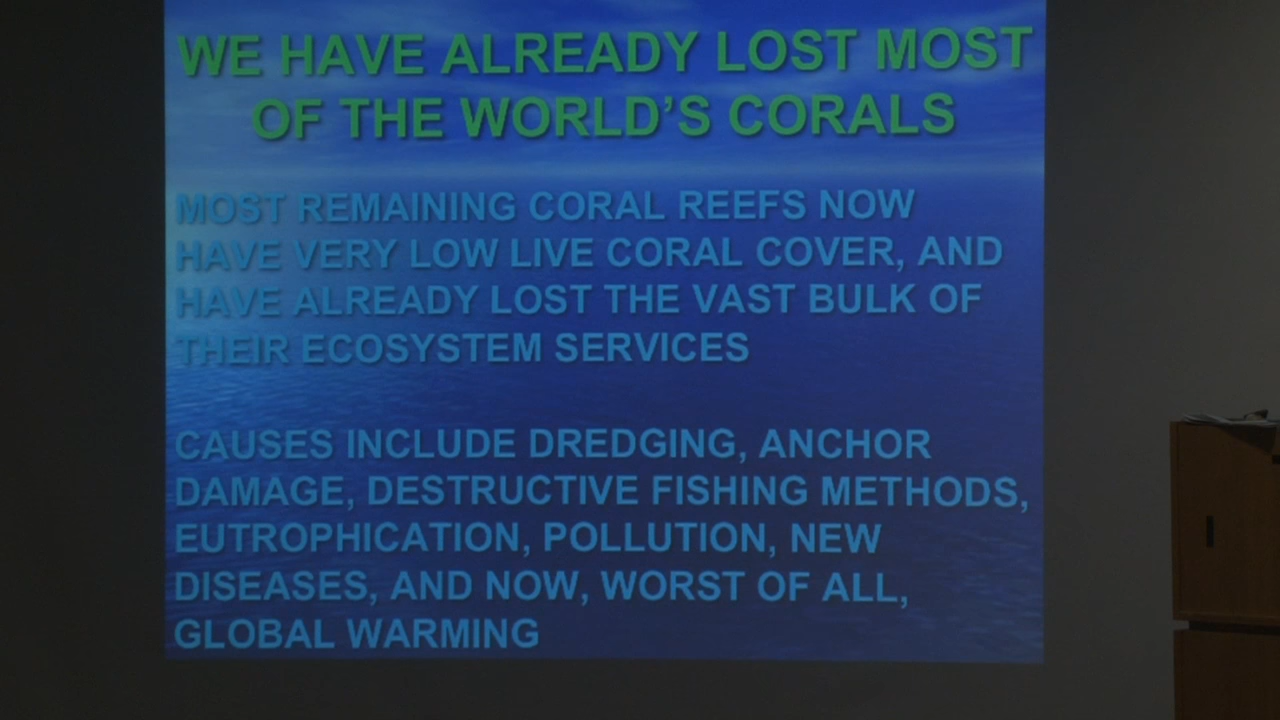 WE HAVE ALREADY LOST MOST
OF THE WORLD’S CORALS
MOST REMAINING CORAL REEFS NOW
HAVE VERY LOW LIVE CORAL COVER, AND
HAVE ALREADY LOST THE VAST BULK OF
THEIR ECOSYSTEM SERVICES
CAUSES INCLUDE DREDGING, ANCHOR
DAMAGE, DESTRUCTIVE FISHING METHODS,
EUTROPHICATION, POLLUTION, NEW
DISEASES, AND NOW, WORST OF ALL,
GLOBAL WARMING